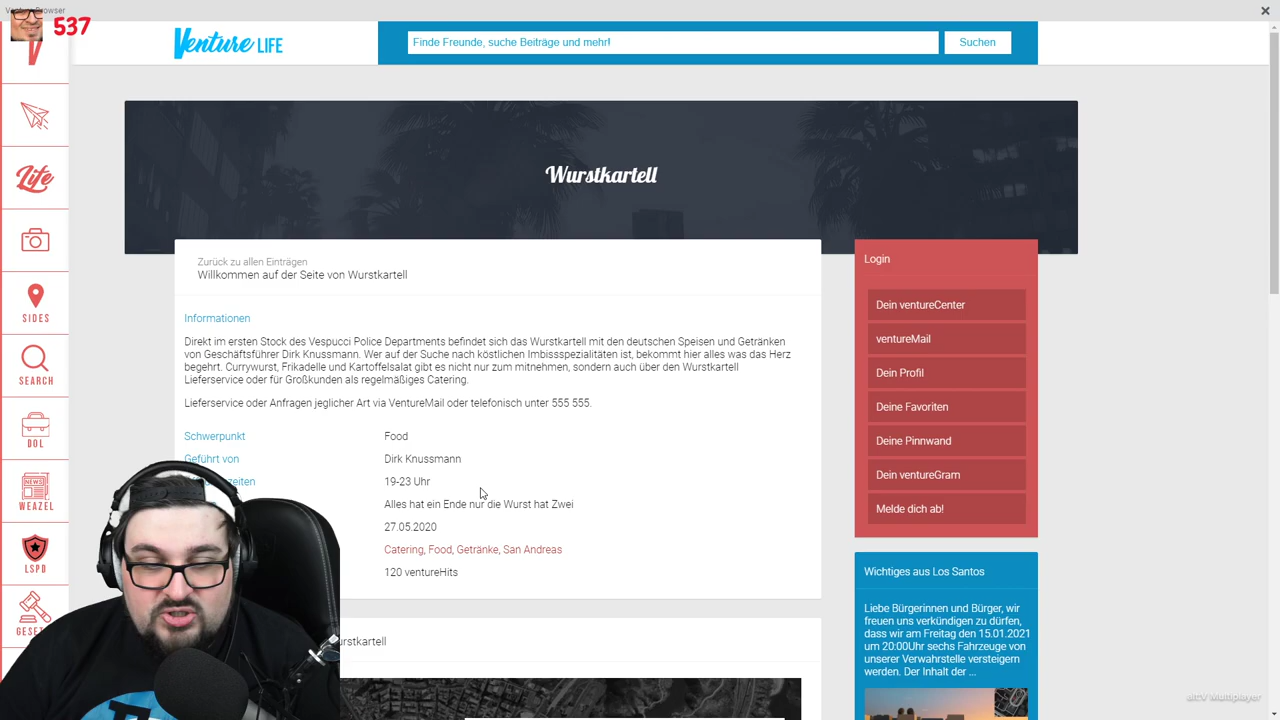 537
Venture LIFE
Finde Freunde, suche Beiträge und mehr!
Suchen
Life
SIDES
SEARCH
DOL
WEAZEL
LSPD
Wurstkartell
Zurück zu allen Einträgen
Willkommen auf der Seite von Wurstkartell
Informationen
Direkt im ersten Stock des Vespucci Police Departments befindet sich das Wurstkartell mit den deutschen Speisen und Getränken
von Geschäftsführer Dirk Knussmann. Wer auf der Suche nach köstlichen Imbissspezialitäten ist, bekommt hier alles was das Herz
begehrt. Currywurst, Frikadelle und Kartoffelsalat gibt es nicht nur zum mitnehmen, sondern auch über den Wurstkartell
Lieferservice oder für Großkunden als regelmäßiges Catering.
Lieferservice oder Anfragen jeglicher Art via VentureMail oder telefonisch unter 555 555.
Schwerpunkt Food
Geführt von Dirk Knussmann
19-23 Uhr
Alles hat ein Ende nur die Wurst hat Zwei
27.05.2020
Catering, Food, Getränke, San Andreas
120 ventureHits
Login
Dein ventureCenter
ventureMail
Dein Profil
Deine Favoriten
Deine Pinnwand
Dein ventureGram
Melde dich ab!
Wichtiges aus Los Santos
Liebe Bürgerinnen und Bürger, wir
freuen uns verkündigen zu dürfen,
dass wir am Freitag den 15.01.2021
um 20:00Uhr sechs Fahrzeuge von
unserer Verwahrstelle versteigern
werden. Der Inhalt der ...
alt:V Multiplayer